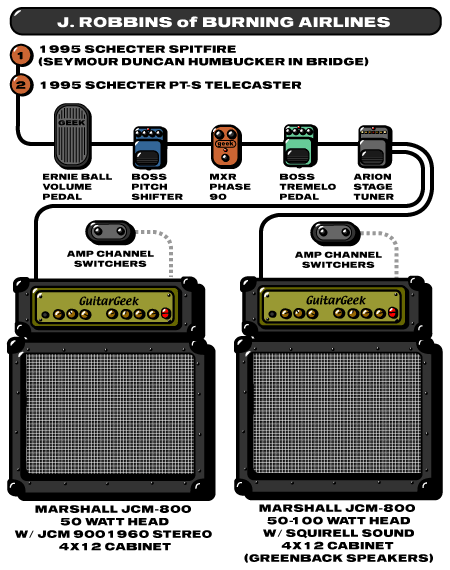 J. ROBBINS of BURNING AIRLINES
1 1995 SCHECTER SPITFIRE
(SEYMOUR DUNCAN HUMBUCKER IN BRIDGE)
2 1995 SCHECTER PT-S TELECASTER
GEEK
geek
ERNIE BALL
VOLUME
PEDAL
BOSS
PITCH
SHIFTER
MXR
PHASE
90
BOSS
TREMELO
PEDAL
ARION
STAGE
TUNER
AMP CHANNEL
SWITCHERS
AMP CHANNEL
SWITCHERS
GuitarGeek
GuitarGeek
MARSHALL JCM-800
50 WATT HEAD
W/ JCM 900 1960 STEREO
4X12 CABINET
MARSHALL JCM-800
50-100 WATT HEAD
W/ SQUIRELL SOUND
4X12 CABINET
(GREENBACK SPEAKERS)